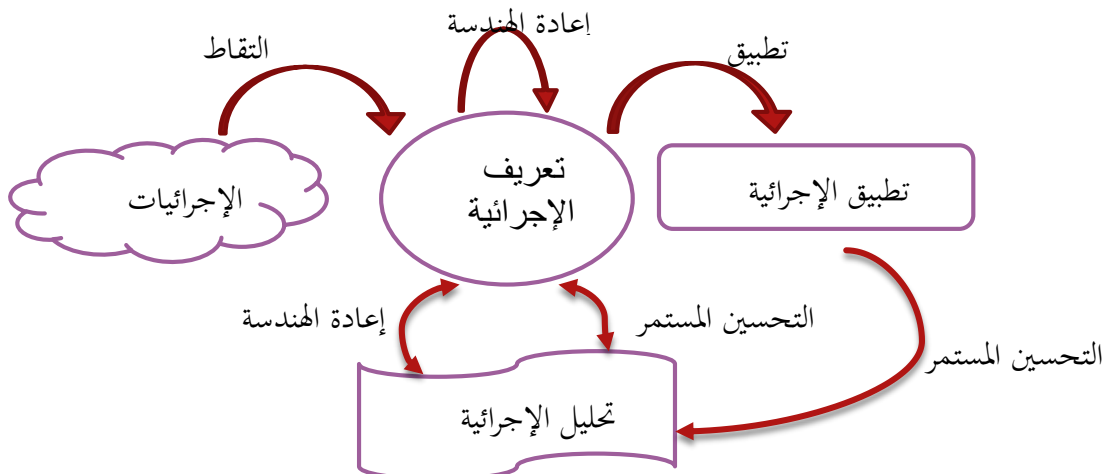 إعادة الهندسة
التقاط
تطبيق
الإجرائيات
تعريف
الإجرائية
تطبيق الإجرائية
إعادة الهندسة
التحسين المستمر
التحسين المستمر
تحليل الإجرائية